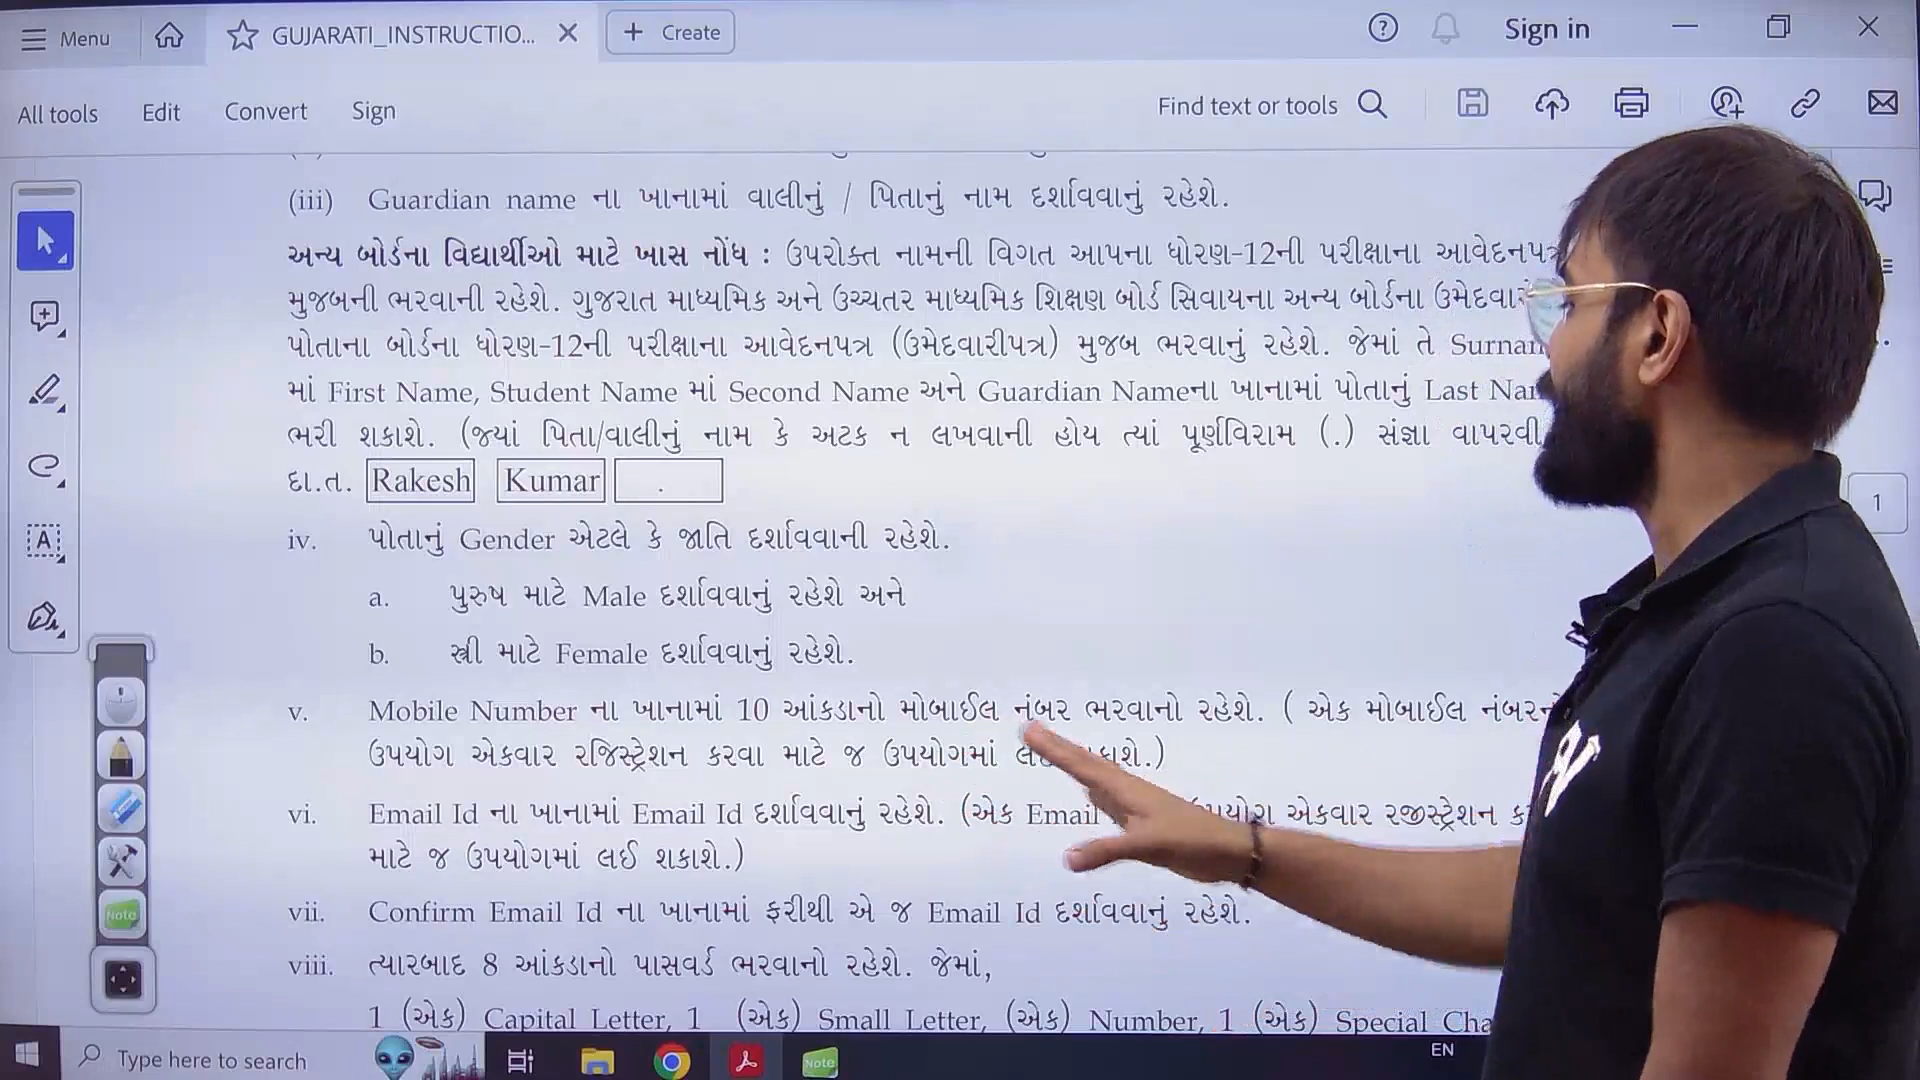 Menu
GUJARATI_INSTRUCTIO...
Create
Sign in
All tools
Edit
Convert
Sign
Find text or tools
(iii) Guardian name ના ખાનામાં વાલીનું / પિતાનું નામ દર્શાવવાનું રહેશે.
અન્ય બોર્ડના વિદ્યાર્થીઓ માટે ખાસ નોંધ : ઉપરોક્ત નામની વિગત આપના ધોરણ-12ની પરીક્ષાના
મુજબની ભરવાની રહેશે. ગુજરાત માધ્યમિક અને ઉચ્ચતર માધ્યમિક શિક્ષણ બોર્ડ સિવાયના અન્ય બોર્ડના
પોતાના બોર્ડના ધોરણ-12ની પરીક્ષાના આવેદનપત્ર (ઉમેદવારીપત્ર) મુજબ ભરવાનું રહેશે. જેમાં તે
માં First Name, Student Name માં Second Name અને Guardian Nameના ખાનામાં પોતાનું Last
ભરી શકાશે. (જ્યાં પિતા/વાલીનું નામ કે અટક ન લખવાની હોય ત્યાં પૂર્ણવિરામ (.) સંજ્ઞા વાપરવી
દા.ત. Rakesh Kumar .
iv. પોતાનું Gender એટલે કે જાતિ દર્શાવવાની રહેશે.
a. પુરુષ માટે Male દર્શાવવાનું રહેશે અને
b. સ્ત્રી માટે Female દર્શાવવાનું રહેશે.
v. Mobile Number ના ખાનામાં 10 આંકડાનો મોબાઈલ નંબર ભરવાનો રહેશે. ( એક મોબાઈલ
ઉપયોગ એકવાર રજિસ્ટ્રેશન કરવા માટે જ ઉપયોગમાં
vi. Email Id ના ખાનામાં Email Id દર્શાવવાનું રહેશે. (એક Email એકવાર રજીસ્ટ્રેશન
માટે જ ઉપયોગમાં લઈ શકાશે.)
vii. Confirm Email Id ના ખાનામાં ફરીથી એ જ Email Id દર્શાવવાનું રહેશે.
viii. ત્યારબાદ 8 આંકડાનો પાસવર્ડ ભરવાનો રહેશે. જેમાં,
1 (એક) Capital Letter, 1 (એક) Small Letter, (એક) Number, 1 (એક) Special
1
Note
Type here to search
Note
EN